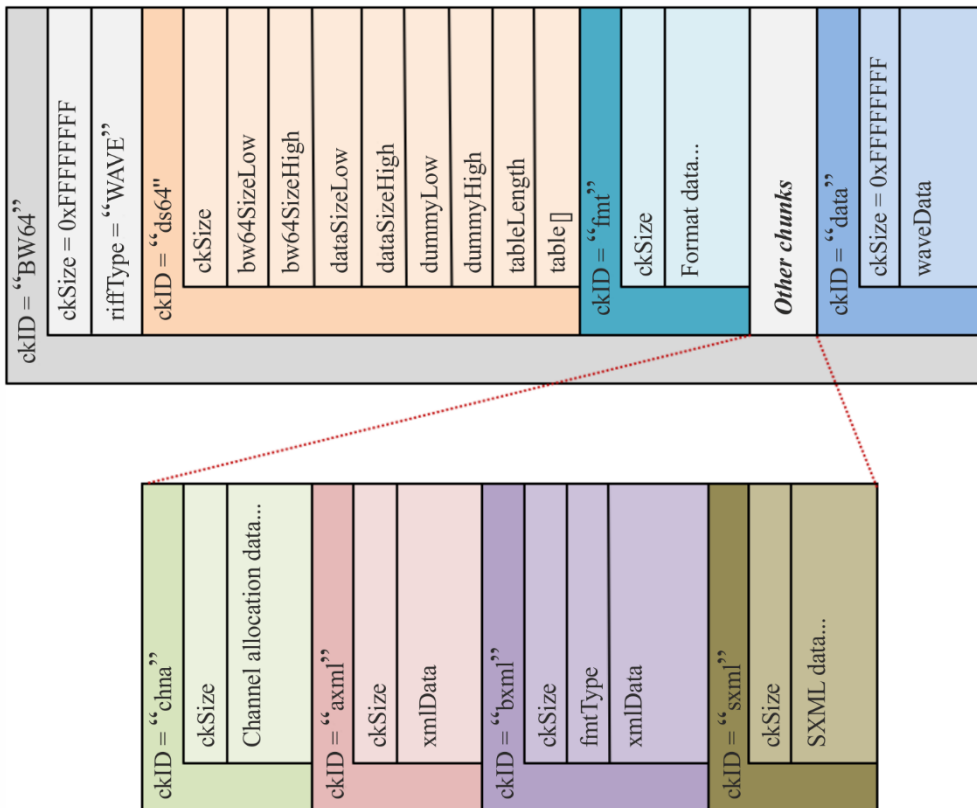 ckID = “BW64”
ckSize = 0xFFFFFFFF
riffType = “WAVE”
ckID = “ds64"
ckSize
bw64SizeLow
bw64SizeHigh
dataSizeLow
dataSizeHigh
dummyLow
dummyHigh
tableLength
table[]
ckID = “fmt”
ckSize
Format data...
Other chunks
ckID = “data”
ckSize = 0xFFFFFFFF
waveData
ckID = “chna”
ckSize
Channel allocation data...
ckID = “axml”
ckSize
xmlData
ckID = “bxml”
ckSize
fmtType
xmlData
ckID = “sxml”
ckSize
SXML data...